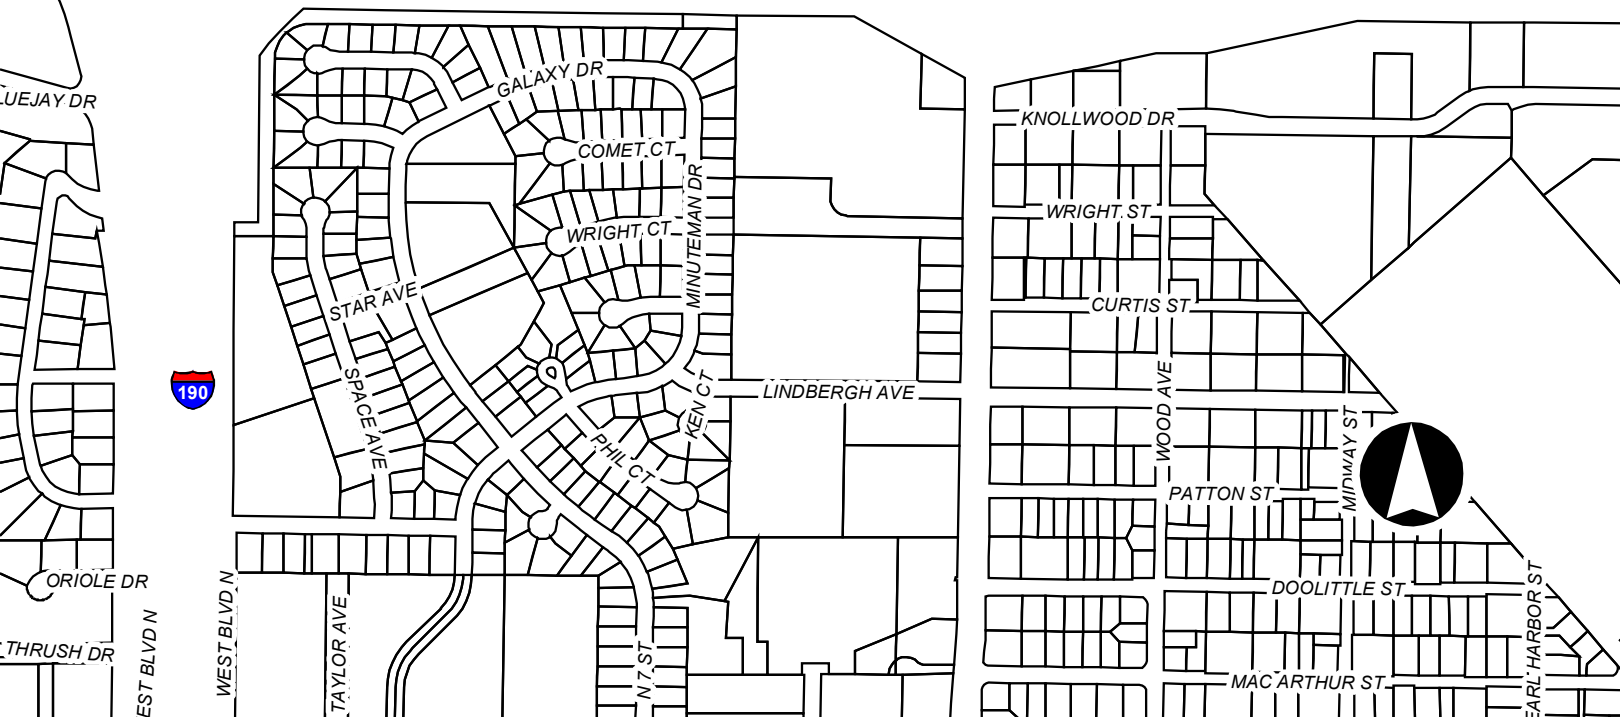 LUEJAY DR
GALAXY DR
KNOLLWOOD DR
COMET CT
MINUTEMAN DR
WRIGHT ST
WRIGHT CT
STAR AVE
CURTIS ST
190
SPACE AVE
KEN CT
LINDBERGH AVE
WOOD AVE
MIDWAY ST
PHIL CT
PATTON ST
ORIOLE DR
WEST BLVD N
TAYLOR AVE
DOOLITTLE ST
EARL HARBOR ST
THRUSH DR
EST BLVD N
N 7 ST
MAC ARTHUR ST